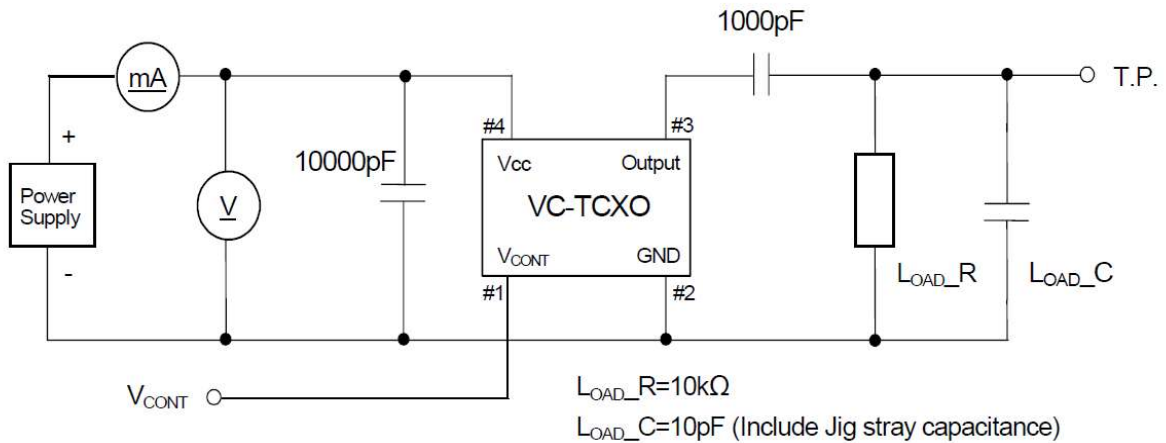 1000pF
mA
T.P.
#4
#3
+
10000pF
Vcc
Output
Power
Supply
V
VC-TCXO
VCONT
GND
-
#1
#2
LOAD_R
LOAD_C
VCONT
LOAD_R=10kΩ
LOAD_C=10pF (Include Jig stray capacitance)